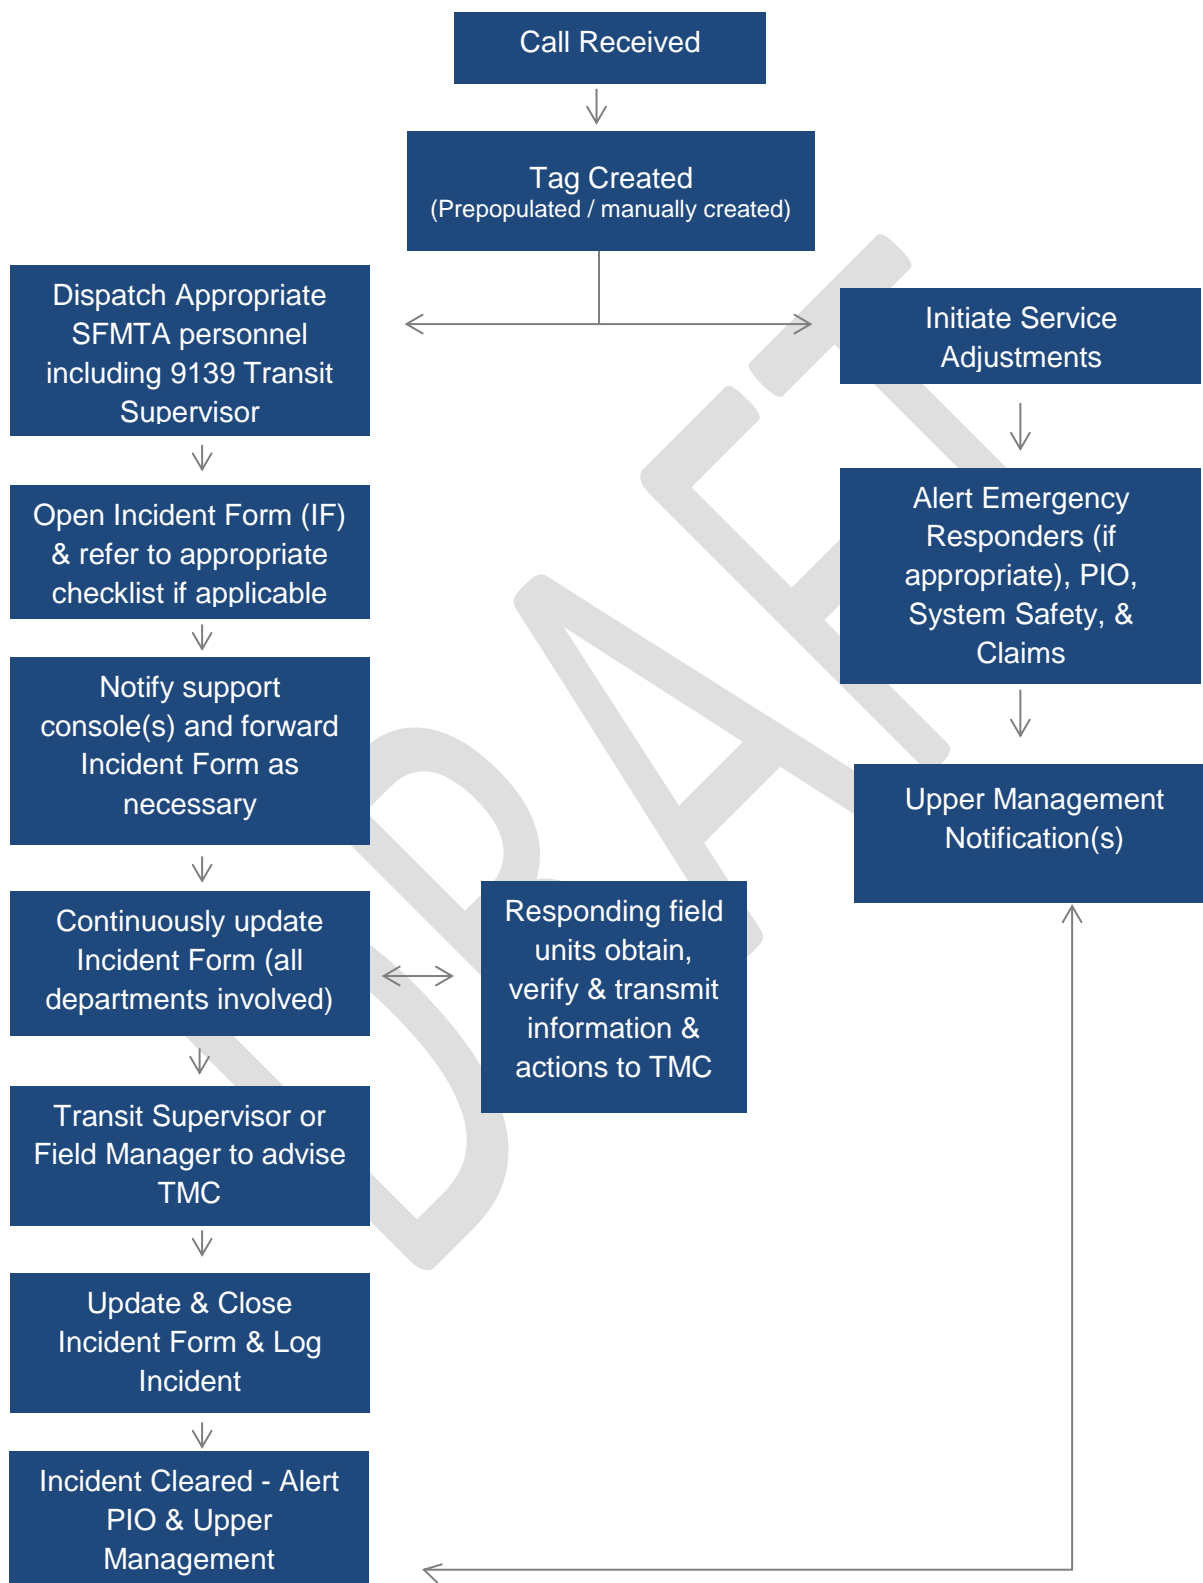 Call Received
Tag Created
(Prepopulated / manually created)
Dispatch Appropriate
SFMTA personnel
including 9139 Transit
Supervisor
Initiate Service
Adjustments
Open Incident Form (IF)
& refer to appropriate
checklist if applicable
Alert Emergency
Responders (if
appropriate), PIO,
System Safety, &
Claims
Notify support
console(s) and forward
Incident Form as
necessary
Upper Management
Notification(s)
Continuously update
Incident Form (all
departments involved)
Responding field
units obtain,
verify & transmit
information &
actions to TMC
Transit Supervisor or
Field Manager to advise
TMC
Update & Close
Incident Form & Log
Incident
Incident Cleared - Alert
PIO & Upper
Management
DRAFT